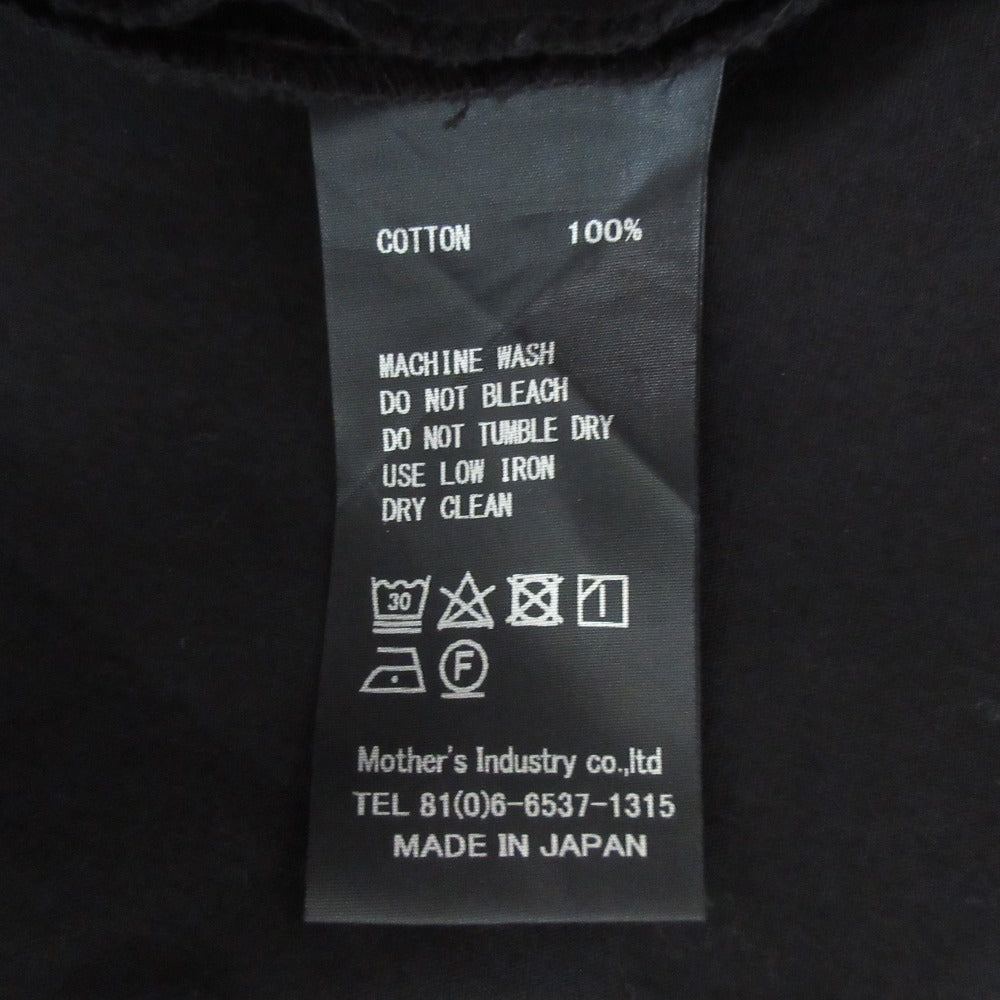 COTTON 100%
MACHINE WASH
DO NOT BLEACH
DO NOT TUMBLE DRY
USE LOW IRON
DRY CLEAN
30
F
Mother's Industry co.,ltd
TEL 81(0)6-6537-1315
MADE IN JAPAN